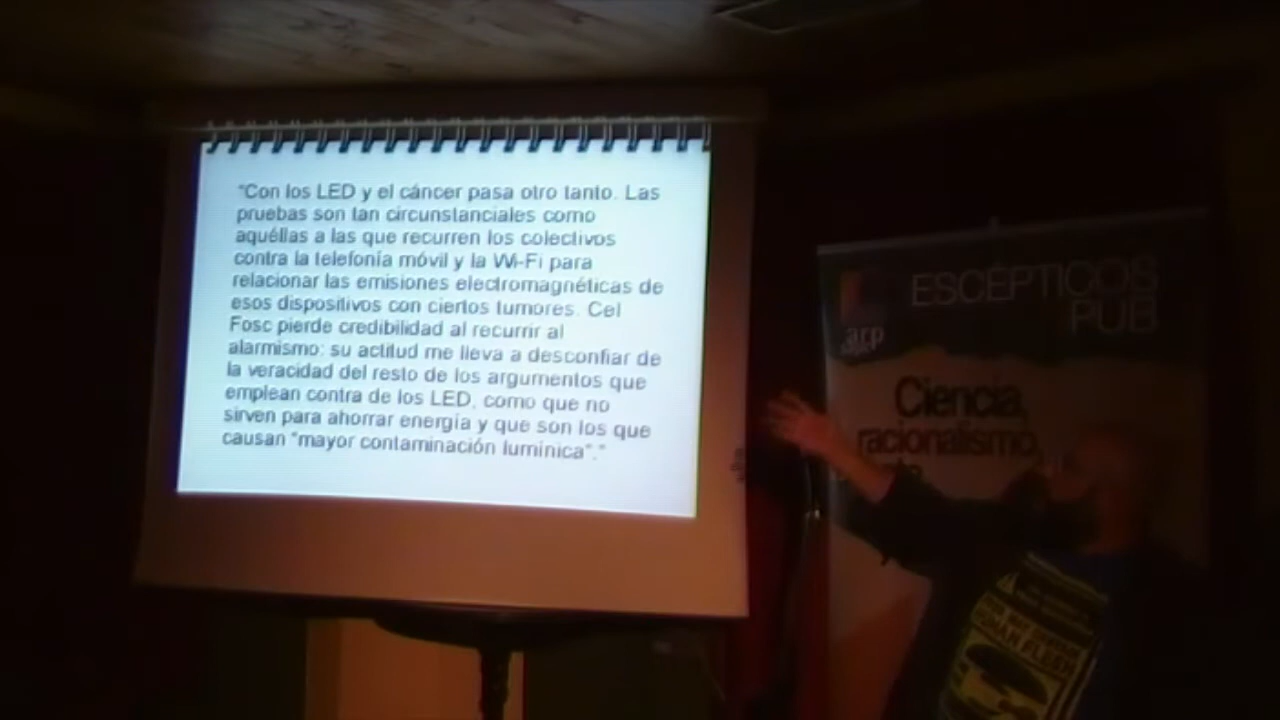 "Con los LED y el cáncer pasa otro tanto. Las
pruebas son tan circunstanciales como
aquéllas a las que recurren los colectivos
contra la telefonía móvil y la Wi-Fi para
relacionar las emisiones electromagnéticas de
esos dispositivos con ciertos tumores. Cel
Fosc pierde credibilidad al recurrir al
alarmismo: su actitud me lleva a desconfiar de
la veracidad del resto de los argumentos que
emplean contra de los LED, como que no
sirven para ahorrar energía y que son los que
causan "mayor contaminación lumínica"."
ESCÉPTICOS
PUB
arp
Ciencia,
racionalismo,
HUMAN FLESH